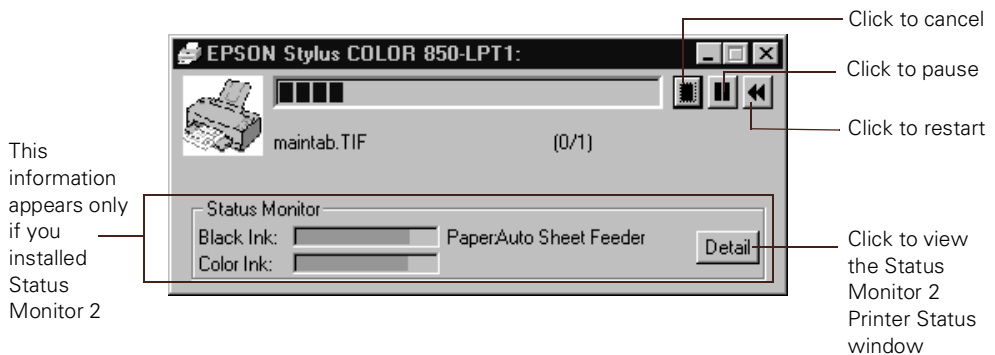 Click to cancel
EPSON Stylus COLOR 850-LPT1:
Click to pause
maintab.TIF (0/1)
Click to restart
This
information
appears only
if you
installed
Status
Monitor 2
Status Monitor
Black Ink: Paper:Auto Sheet Feeder
Color Ink:
Detail
Click to view
the Status
Monitor 2
Printer Status
window